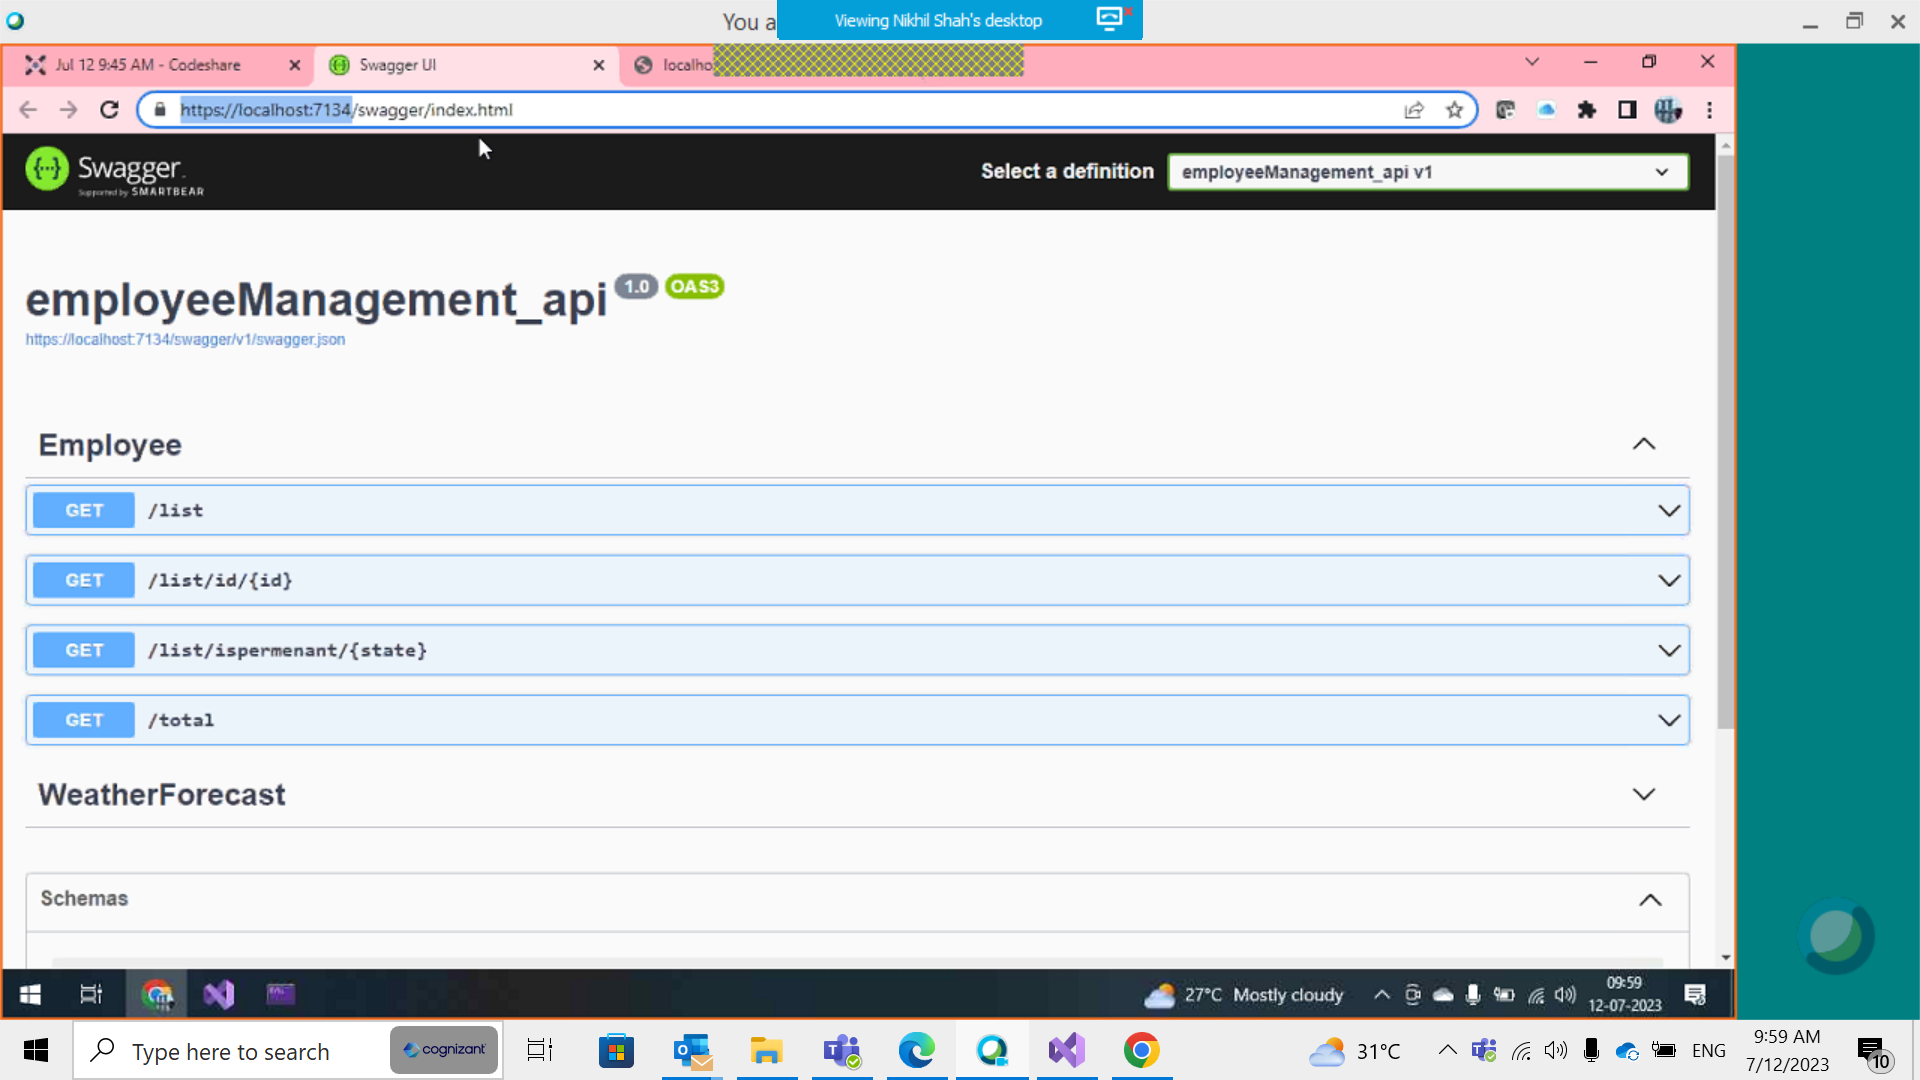 You a
Viewing Nikhil Shah's desktop
Jul 12 9:45 AM - Codeshare
Swagger UI
localho
https://localhost:7134/swagger/index.html
Swagger
Supported by SMARTBEAR
Select a definition
employeeManagement_api v1
employeeManagement_api 1.0 OAS3
https://localhost:7134/swagger/v1/swagger.json
Employee
GET /list
GET /list/id/{id}
GET /list/ispermenant/{state}
GET /total
WeatherForecast
Schemas
27°C Mostly cloudy
09:59
12-07-2023
Type here to search
cognizant
31°C
ENG
9:59 AM
7/12/2023
10